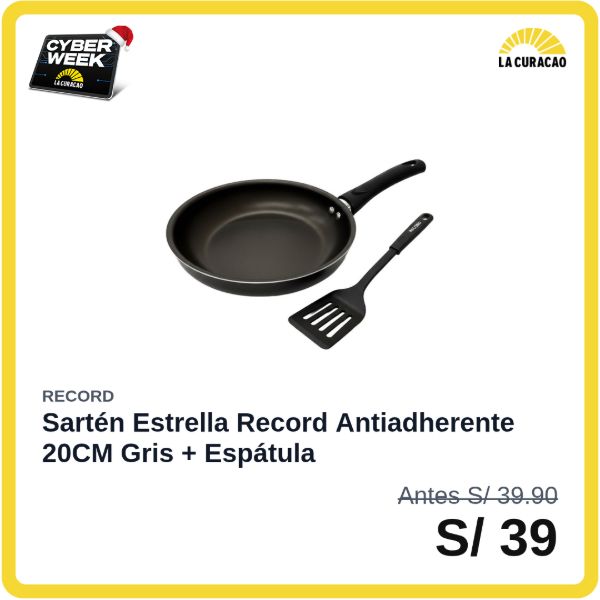 CYBER
WEEK
LA CURACAO
LA CURACAO
RECORD
Sartén Estrella Record Antiadherente
20CM Gris + Espátula
Antes S/ 39.90
S/ 39